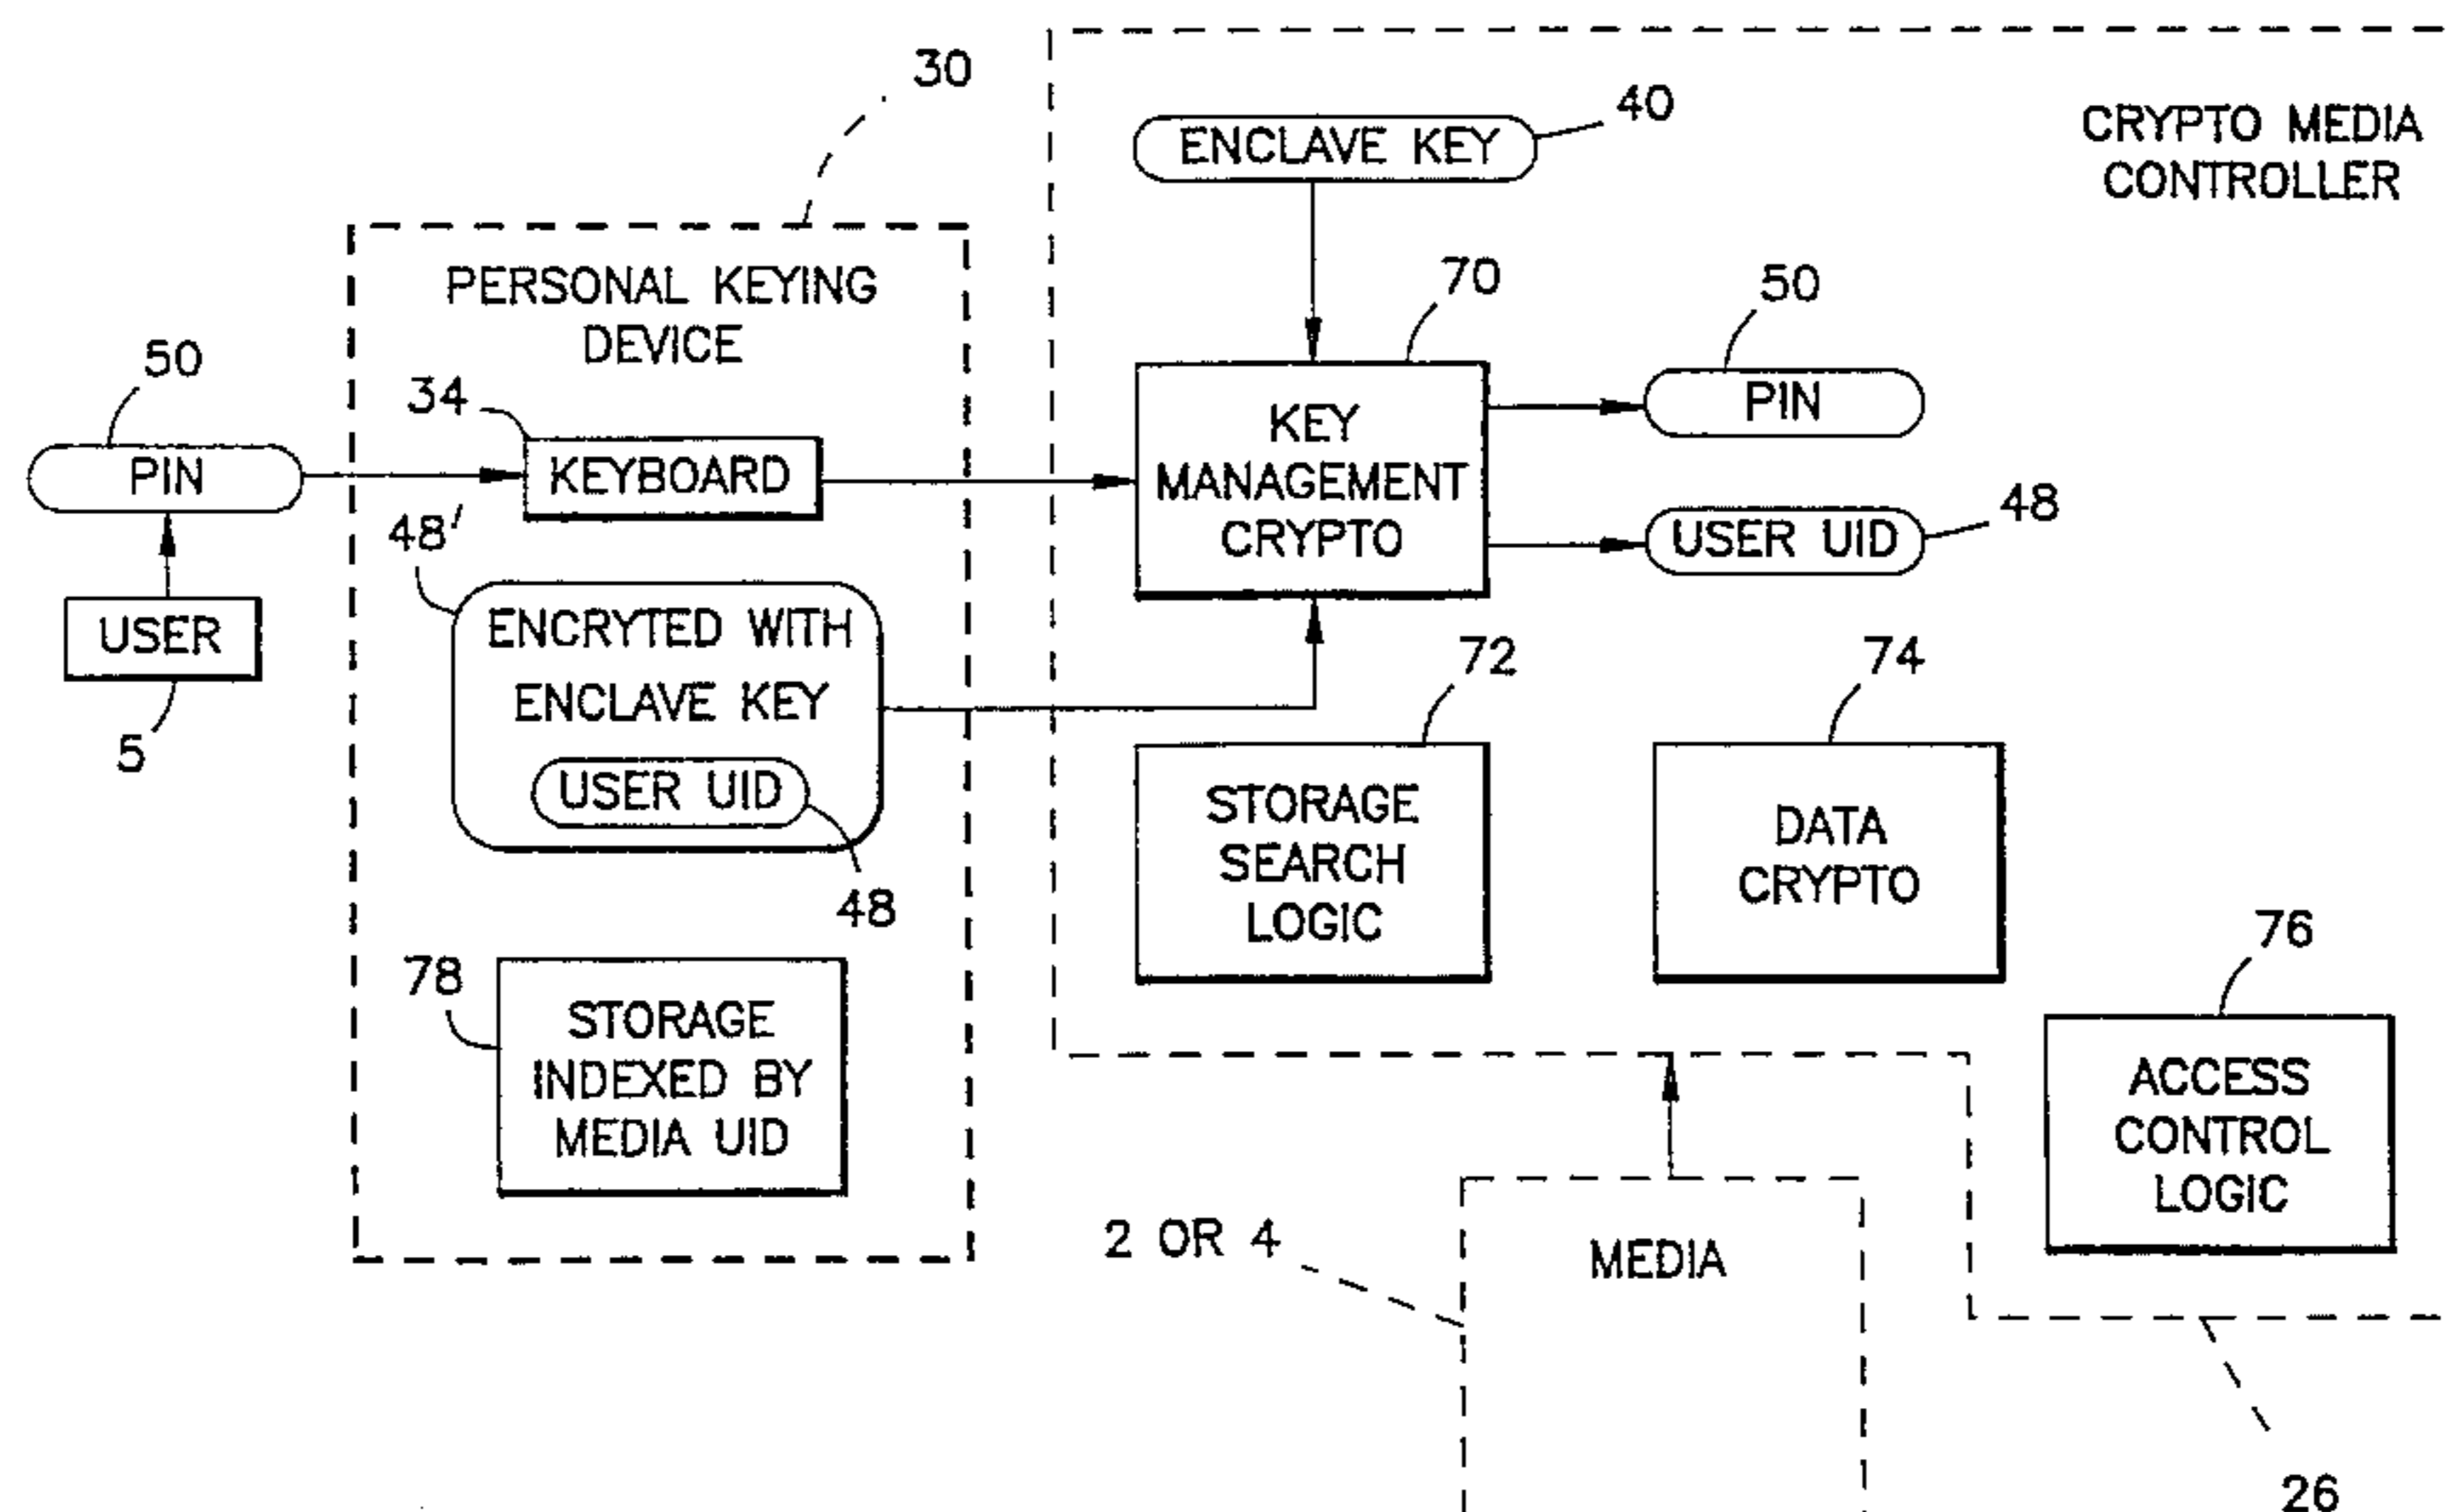 30
40
ENCLAVE KEY
CRYPTO MEDIA
CONTROLLER
PERSONAL KEYING
DEVICE
70
50
50
34
PIN
KEYBOARD
KEY
MANAGEMENT
CRYPTO
PIN
48'
USER UID
48
USER
5
ENCRYTED WITH
ENCLAVE KEY
USER UID
48
72
74
STORAGE
SEARCH
LOGIC
DATA
CRYPTO
78
STORAGE
INDEXED BY
MEDIA UID
76
ACCESS
CONTROL
LOGIC
2 OR 4
MEDIA
26